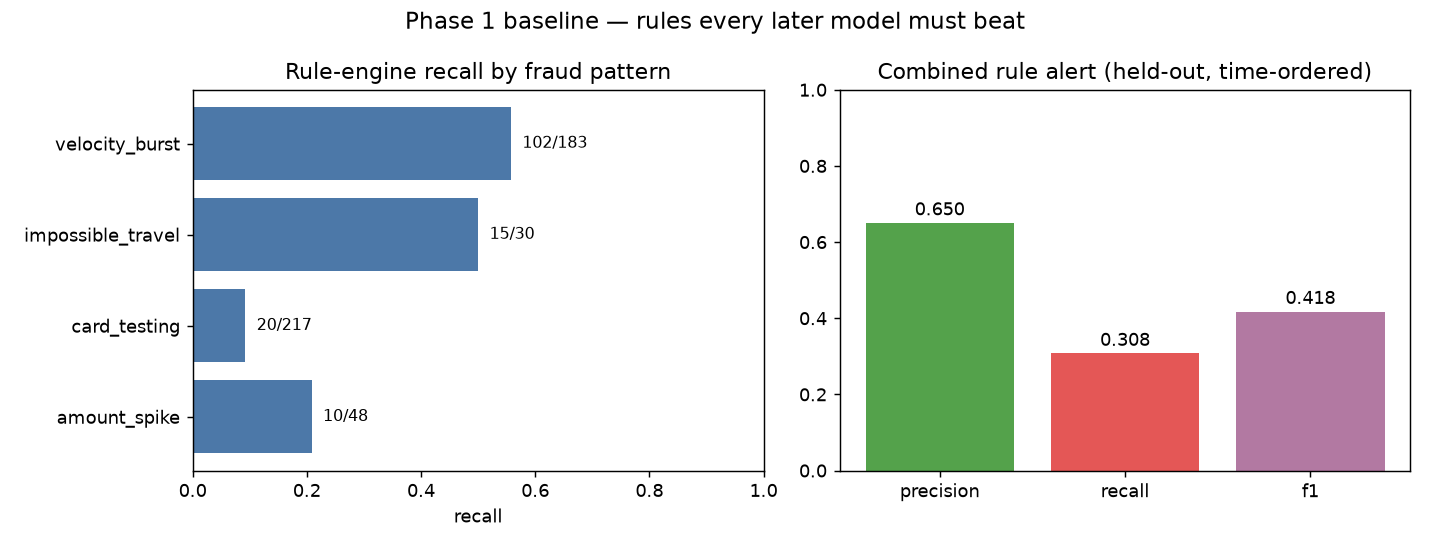 Phase 1 baseline — rules every later model must beat
Rule-engine recall by fraud pattern
velocity_burst
102/183
impossible_travel
15/30
card_testing
20/217
amount_spike
10/48
0.0 0.2 0.4 0.6 0.8 1.0
recall
Combined rule alert (held-out, time-ordered)
1.0
0.8
0.6
0.4
0.2
0.0
0.650
0.308
0.418
precision recall f1